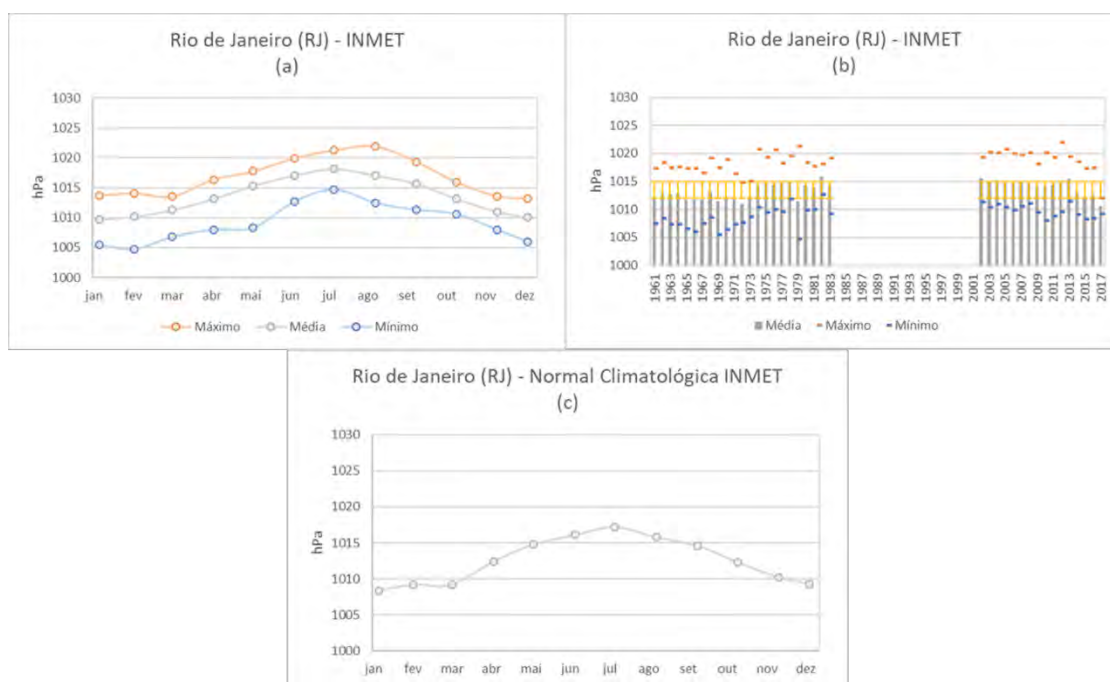 Rio de Janeiro (RJ) - INMET
(a)
hPa
1030
1025
1020
1015
1010
1005
1000
jan fev mar abr mai jun jul ago set out nov dez
Máximo Média Mínimo
Rio de Janeiro (RJ) - INMET
(b)
hPa
1030
1025
1020
1015
1010
1005
1000
1961 1963 1965 1967 1969 1971 1973 1975 1977 1979 1981 1983 1985 1987 1989 1991 1993 1995 1997 1999 2001 2003 2005 2007 2009 2011 2013 2015 2017
Média Máximo Mínimo
Rio de Janeiro (RJ) - Normal Climatológica INMET
(c)
hPa
1030
1025
1020
1015
1010
1005
1000
jan fev mar abr mai jun jul ago set out nov dez